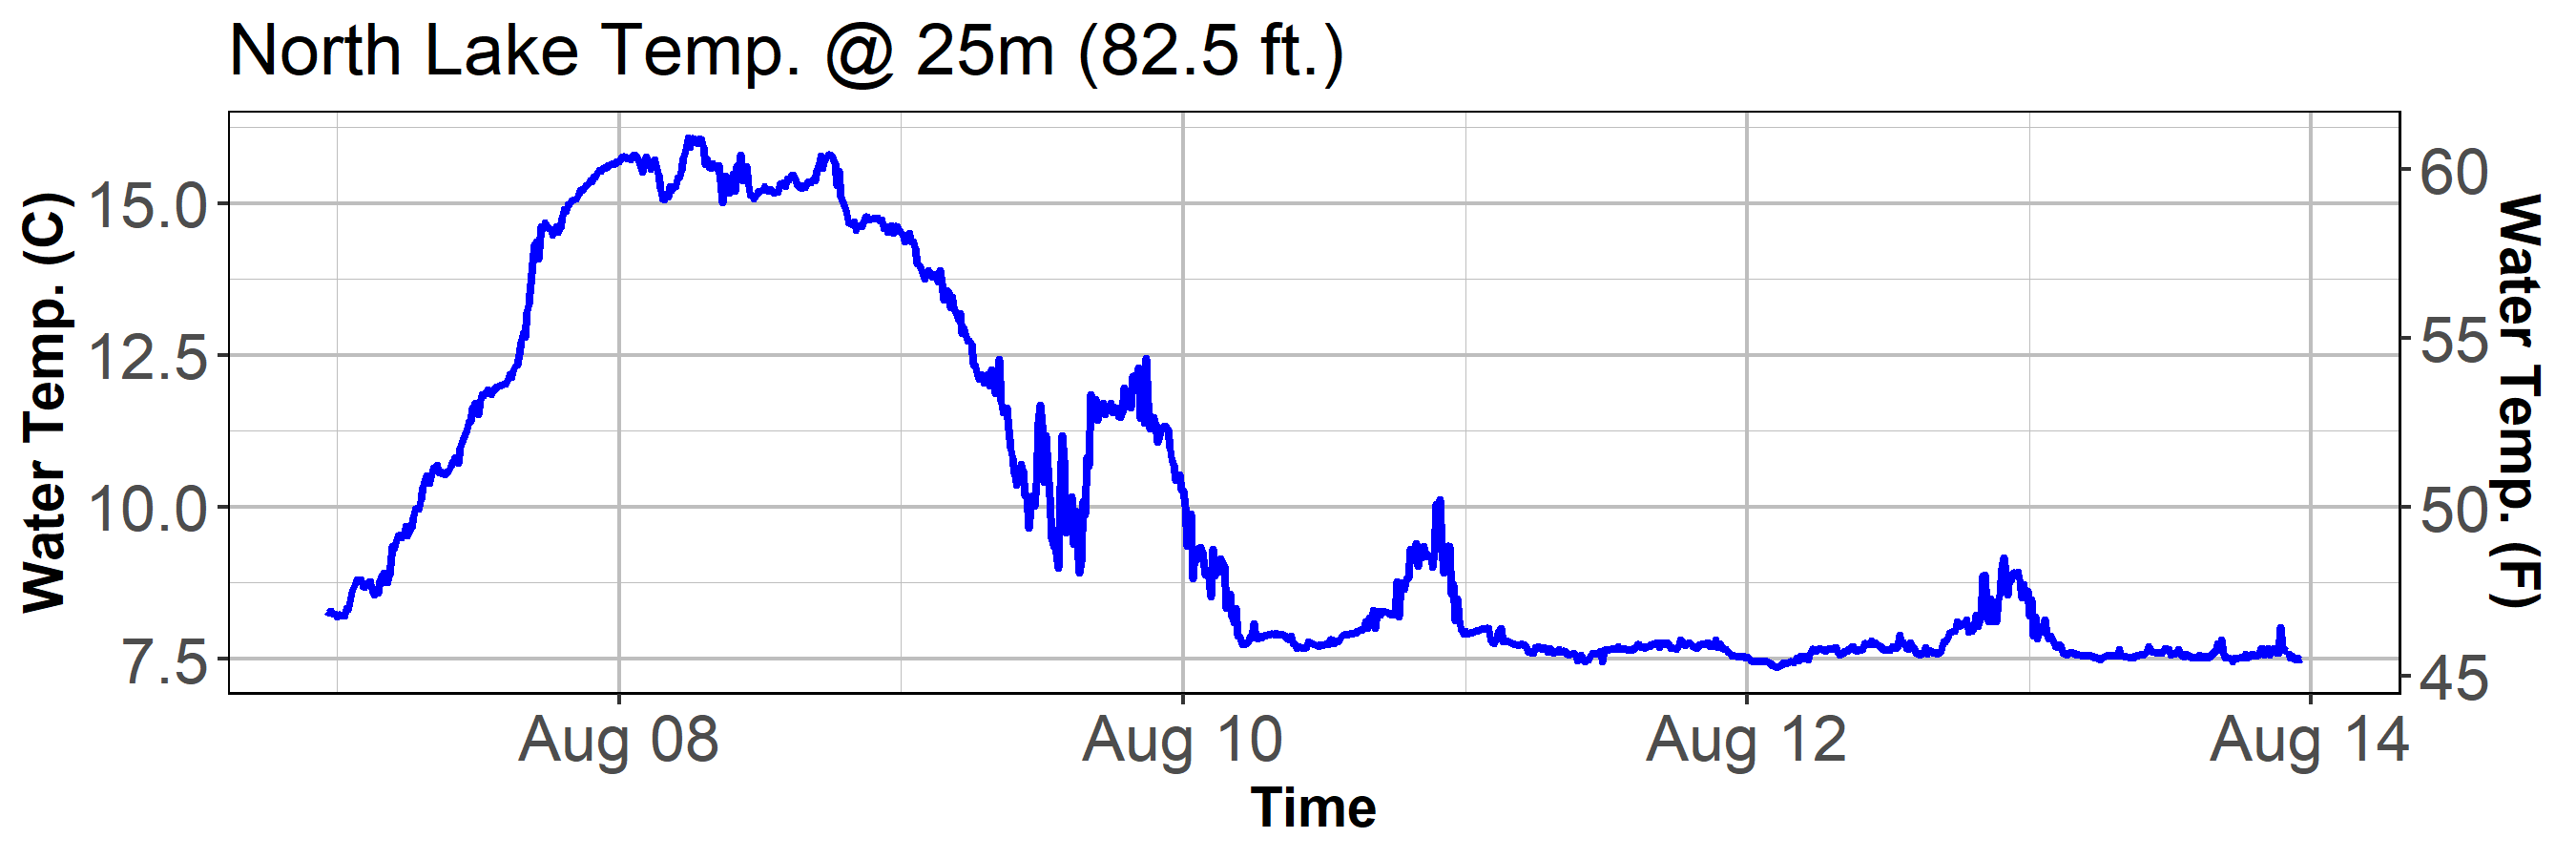 North Lake Temp. @ 25m (82.5 ft.)
Water Temp. (C)
15.0
12.5
10.0
7.5
60
55
50
45
Water Temp. (F)
Aug 08
Aug 10
Aug 12
Aug 14
Time